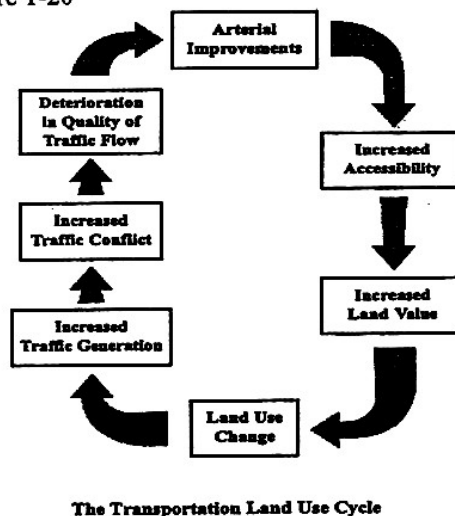 Arterial
Improvements
Increased
Accessibility
Increased
Land Value
Land Use
Change
Increased
Traffic Generation
Increased
Traffic Conflict
Deterioration
in Quality of
Traffic Flow
The Transportation Land Use Cycle